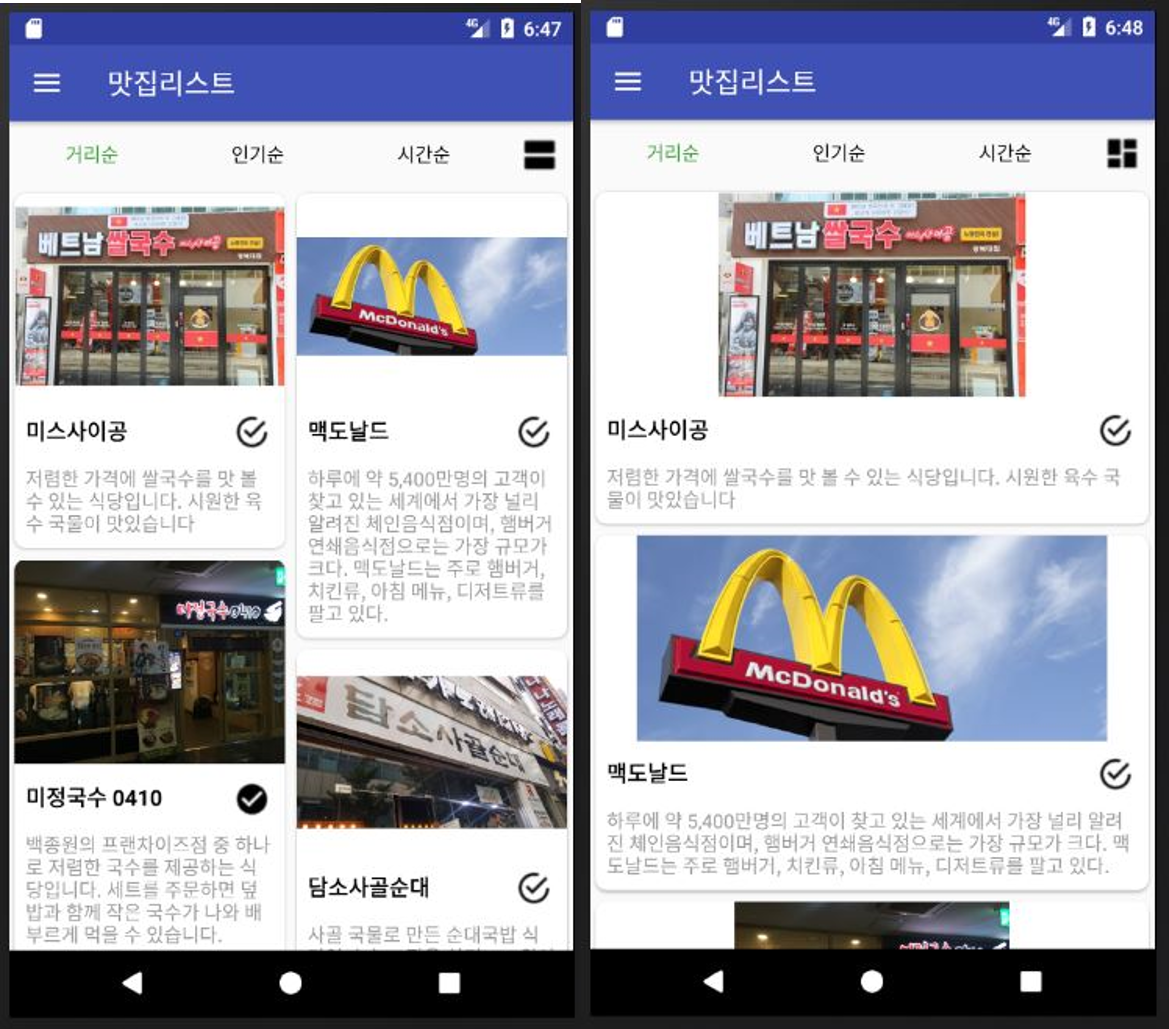 4G 6:47
맛집리스트
거리순 인기순 시간순
베트남 쌀국수 미스사이공
미스사이공
저렴한 가격에 쌀국수를 맛 볼
수 있는 식당입니다. 시원한 육
수 국물이 맛있습니다
McDonald's
맥도날드
하루에 약 5,400만명의 고객이
찾고 있는 세계에서 가장 널리
알려진 체인음식점이며, 햄버거
연쇄음식점으로는 가장 규모가
크다. 맥도날드는 주로 햄버거,
치킨류, 아침 메뉴, 디저트류를
팔고 있다.
미정국수0410
미정국수 0410
백종원의 프랜차이즈점 중 하나
로 저렴한 국수를 제공하는 식
당입니다. 세트를 주문하면 덮
밥과 함께 작은 국수가 나와 배
부르게 먹을 수 있습니다.
담소사골순대
담소사골순대
사골 국물로 만든 순대국밥 식
4G 6:48
맛집리스트
거리순 인기순 시간순
베트남 쌀국수 미스사이공
미스사이공
저렴한 가격에 쌀국수를 맛 볼 수 있는 식당입니다. 시원한 육수 국
물이 맛있습니다
McDonald's
맥도날드
하루에 약 5,400만명의 고객이 찾고 있는 세계에서 가장 널리 알려
진 체인음식점이며, 햄버거 연쇄음식점으로는 가장 규모가 크다. 맥
도날드는 주로 햄버거, 치킨류, 아침 메뉴, 디저트류를 팔고 있다.